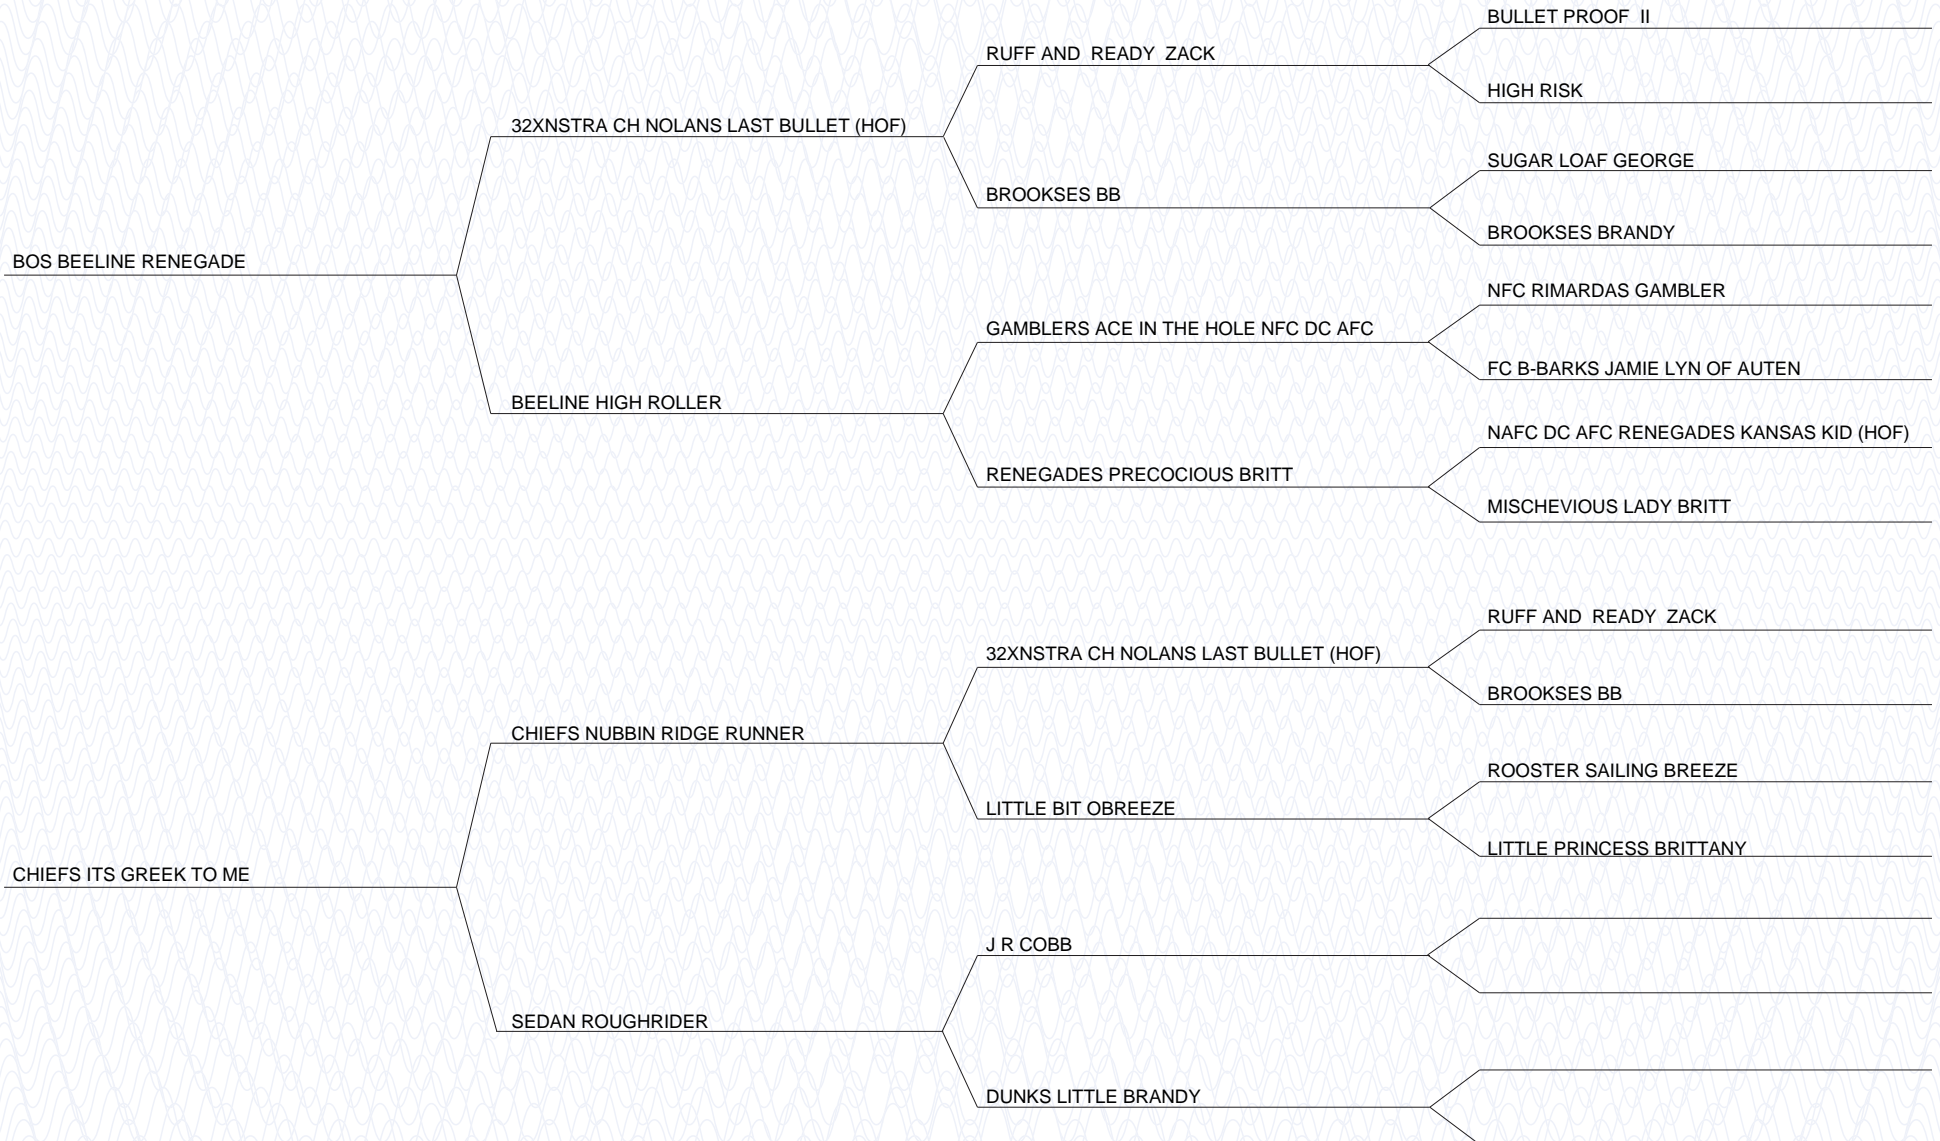 BULLET PROOF  II
RUFF AND  READY  ZACK
HIGH RISK
32XNSTRA CH NOLANS LAST BULLET (HOF)
SUGAR LOAF GEORGE
BROOKSES BB
BROOKSES BRANDY
BOS BEELINE RENEGADE
NFC RIMARDAS GAMBLER
GAMBLERS ACE IN THE HOLE NFC DC AFC
FC B-BARKS JAMIE LYN OF AUTEN
BEELINE HIGH ROLLER
NAFC DC AFC RENEGADES KANSAS KID (HOF)
RENEGADES PRECOCIOUS BRITT
MISCHEVIOUS LADY BRITT
RUFF AND  READY  ZACK
32XNSTRA CH NOLANS LAST BULLET (HOF)
BROOKSES BB
CHIEFS NUBBIN RIDGE RUNNER
ROOSTER SAILING BREEZE
LITTLE BIT OBREEZE
LITTLE PRINCESS BRITTANY
CHIEFS ITS GREEK TO ME
J R COBB
SEDAN ROUGHRIDER
DUNKS LITTLE BRANDY